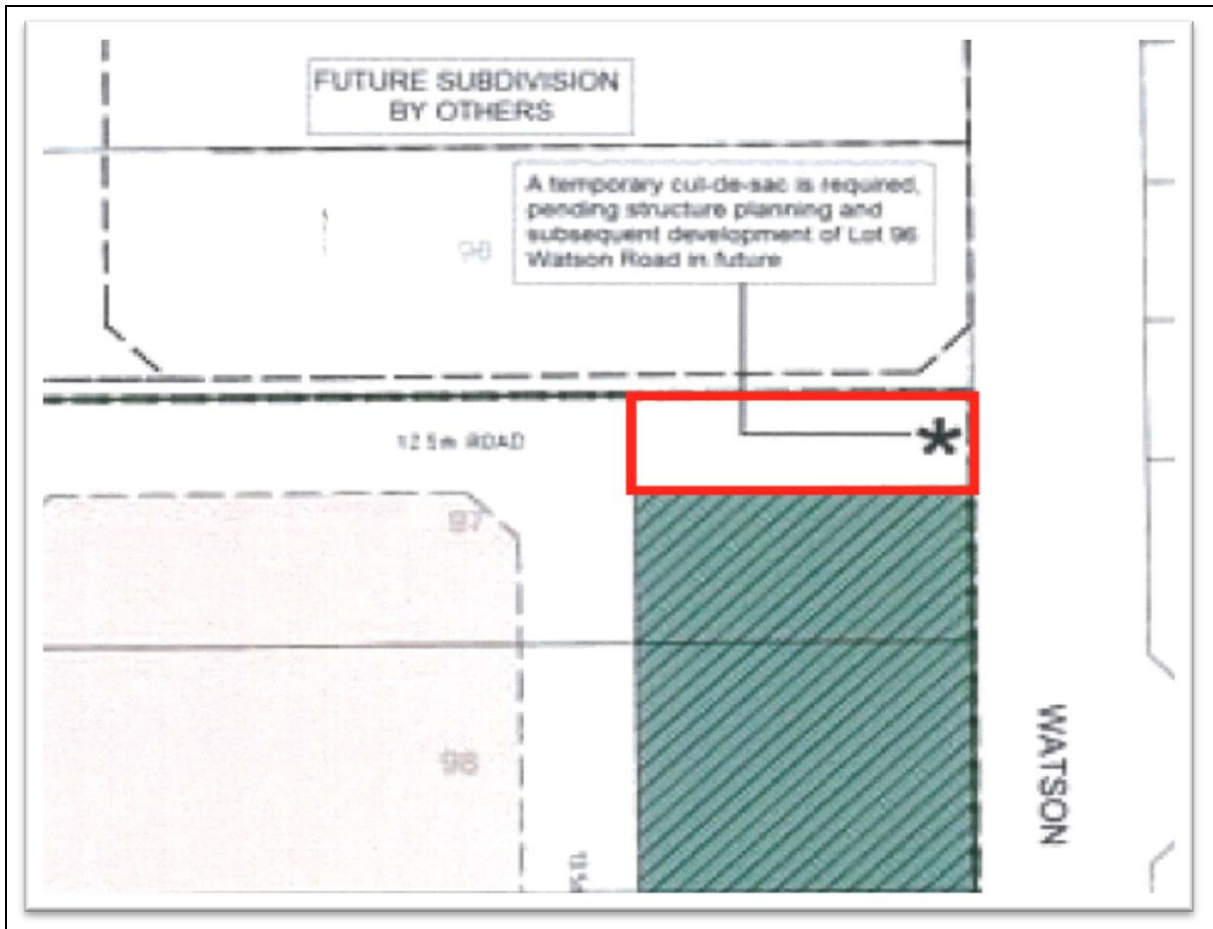 FUTURE SUBDIVISION
BY OTHERS
A temporary cul-de-sac is required,
pending structure planning and
subsequent development of Lot 96
Watson Road in future
96
12.5m ROAD
97
98
WATSON